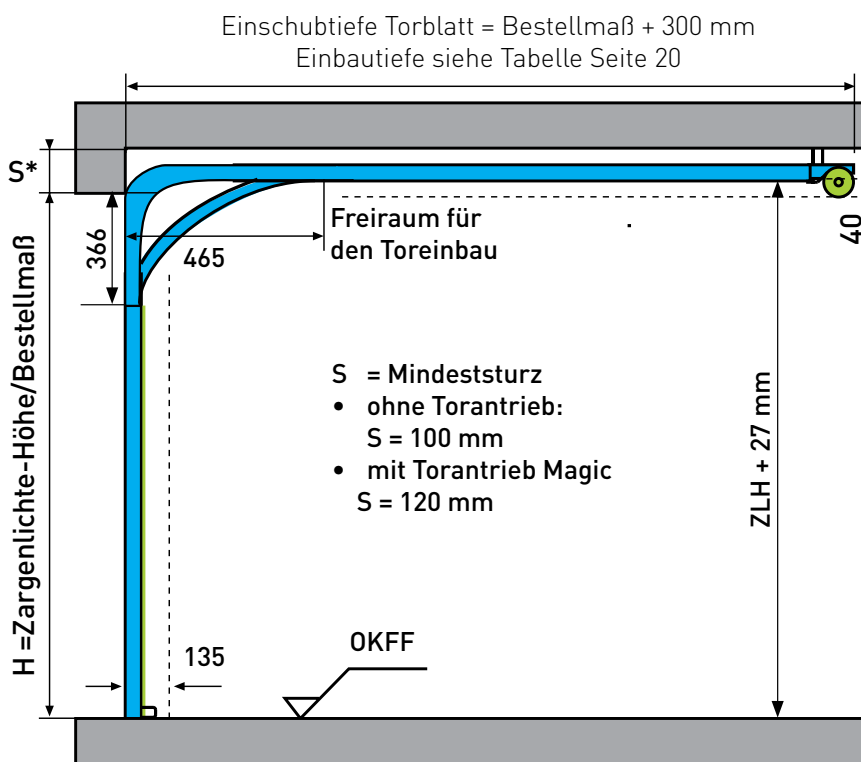 Einschubtiefe Torblatt = Bestellmaß + 300 mm
Einbautiefe siehe Tabelle Seite 20
S*
366
465
Freiraum für
den Toreinbau
40
H =Zargenlichte-Höhe/Bestellmaß
S = Mindeststurz
• ohne Torantrieb:
S = 100 mm
• mit Torantrieb Magic
S = 120 mm
ZLH + 27 mm
135
OKFF